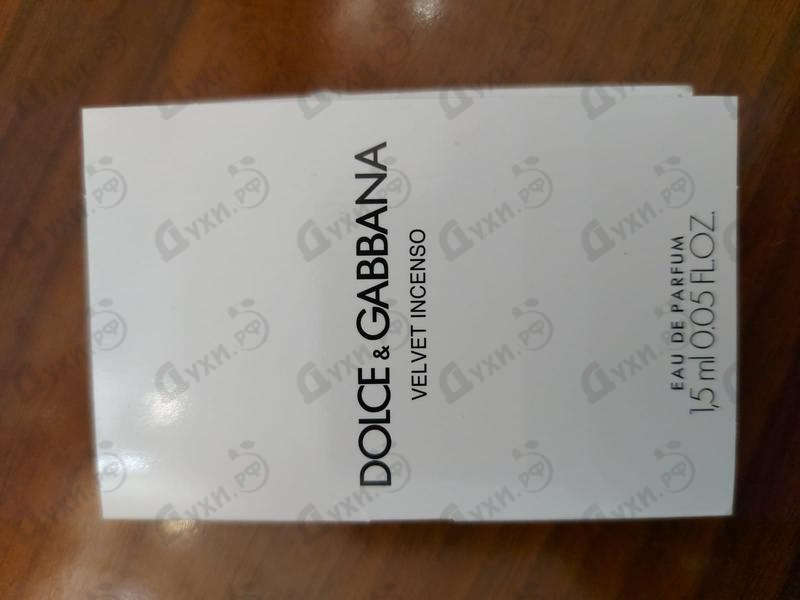 DOLCE & GABBANA
VELVET INCENSO
EAU DE PARFUM
1,5 ml 0.05 FL.OZ.
Духи.РФ